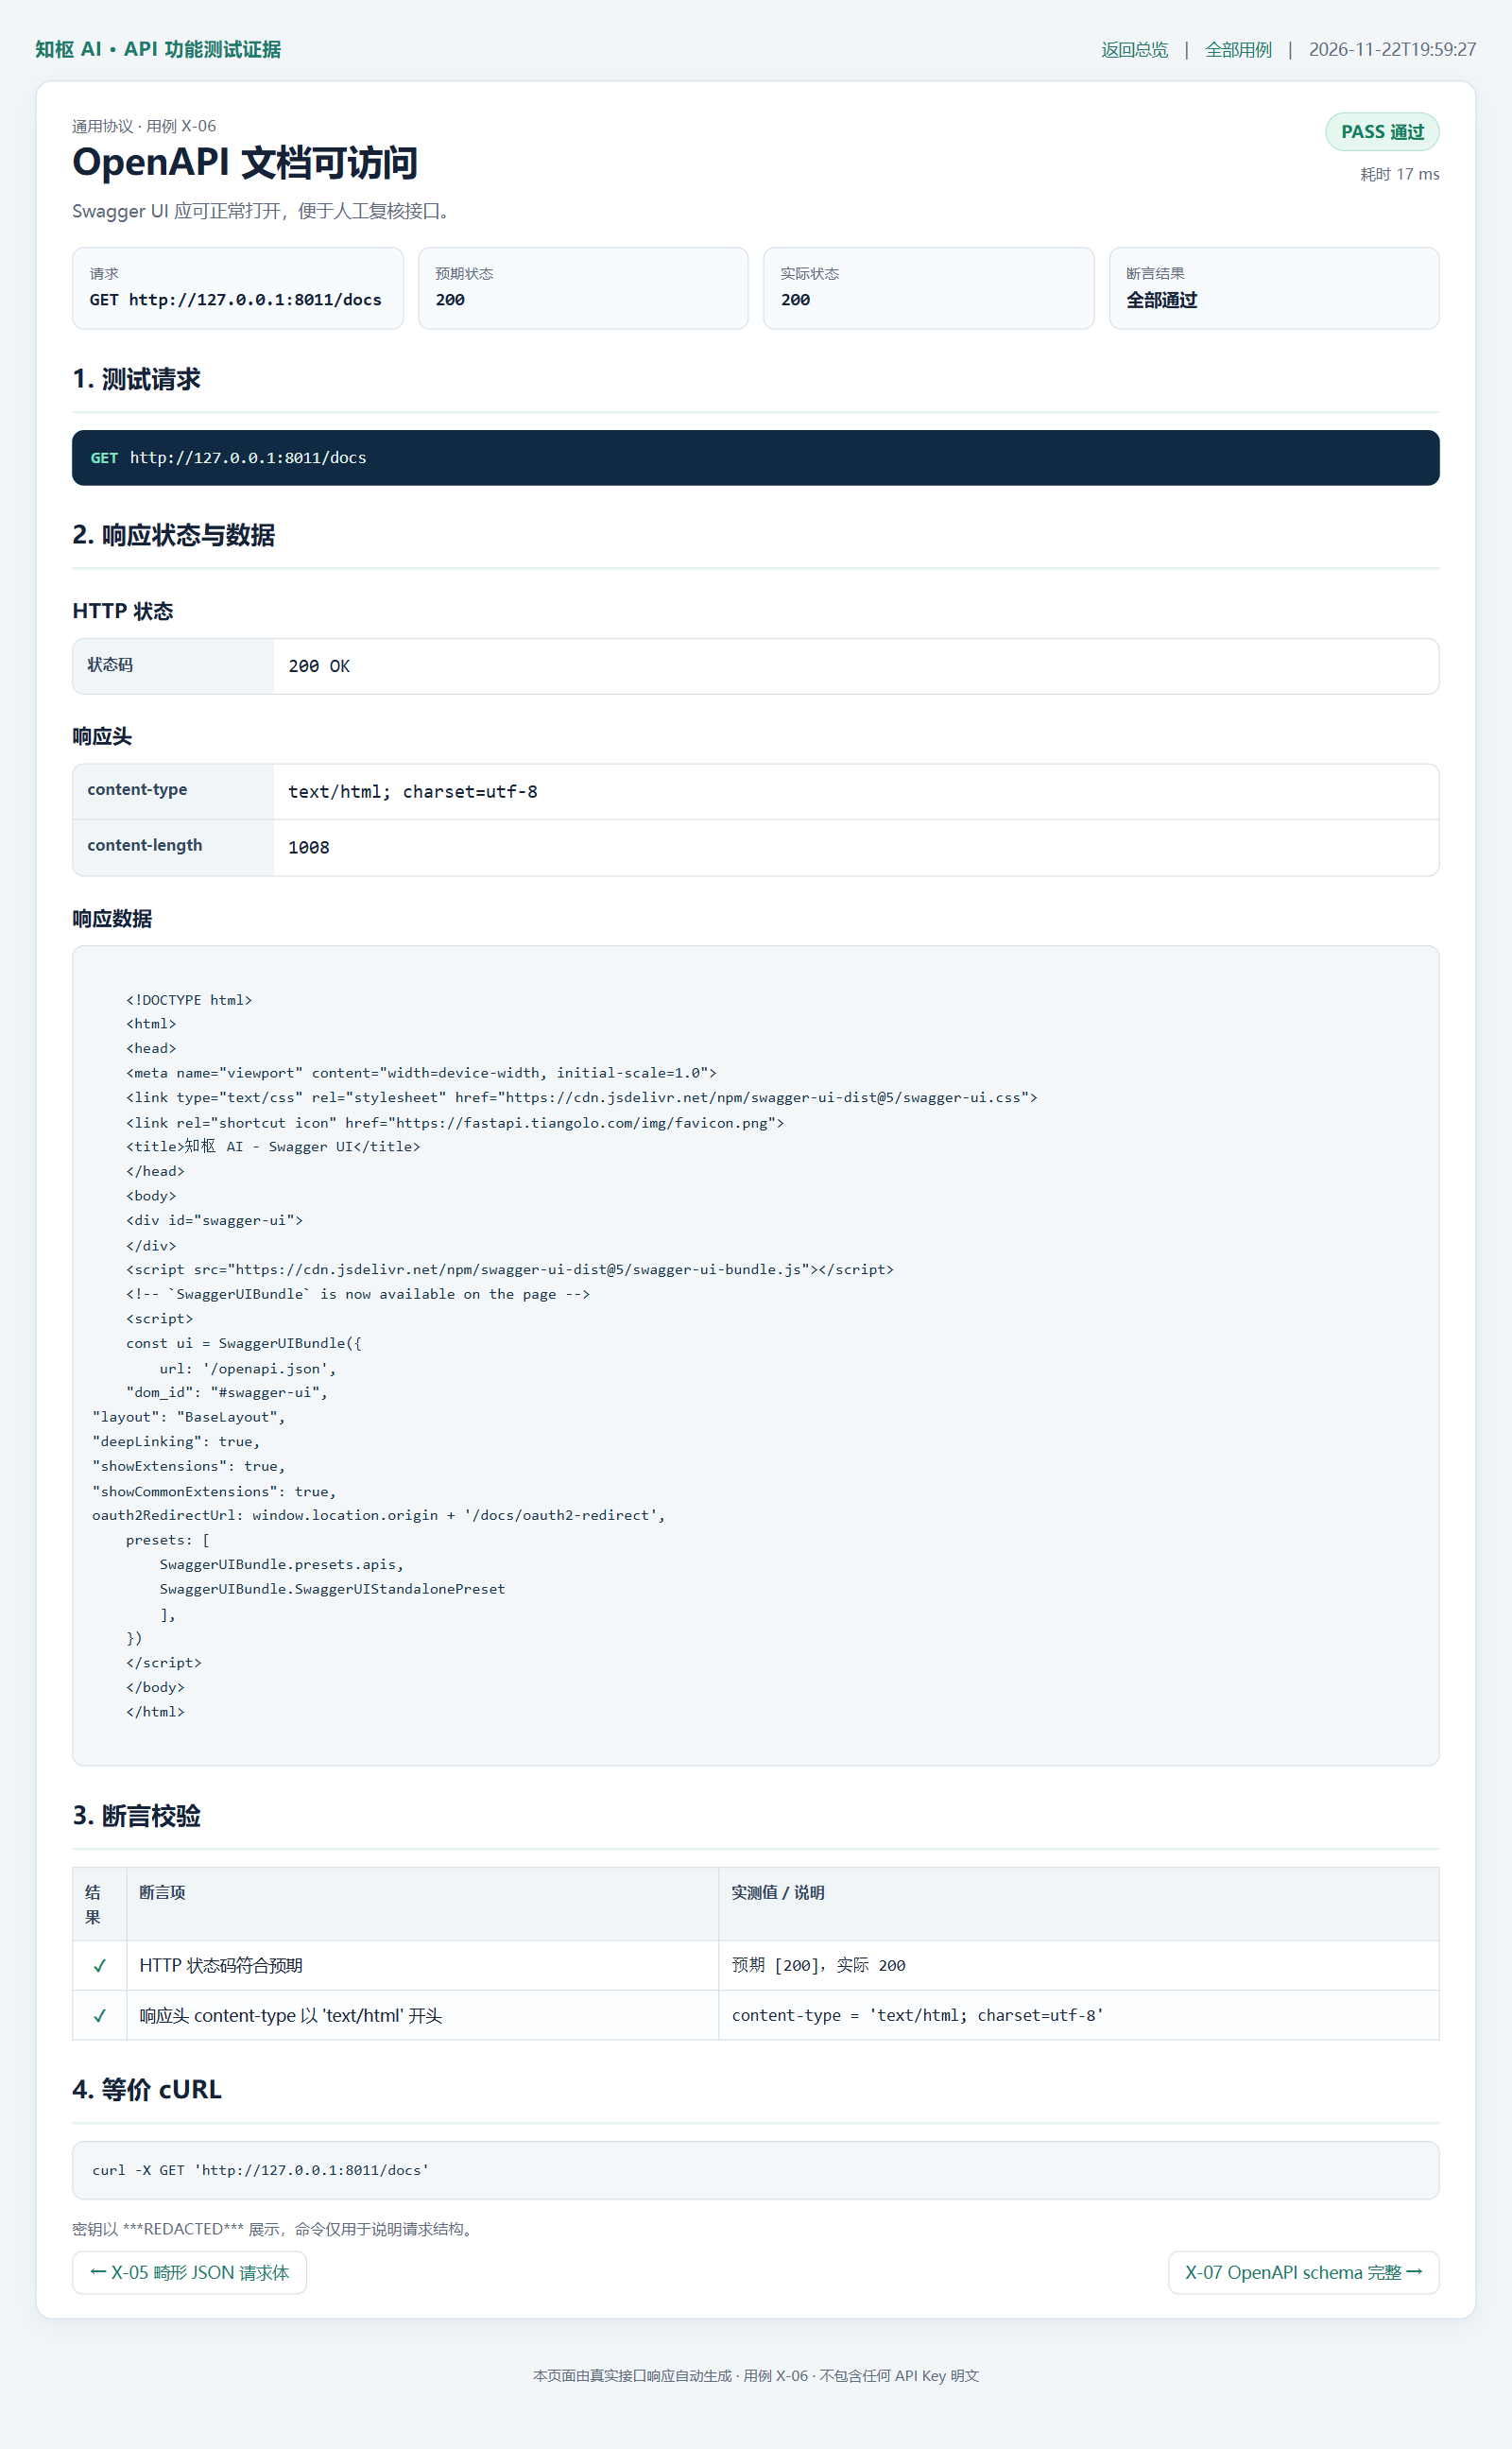 知枢 AI • API 功能测试证据
返回总览 | 全部用例 | 2026-11-22T19:59:27
通用协议 · 用例 X-06
PASS 通过
OpenAPI 文档可访问
耗时 17 ms
Swagger UI 应可正常打开，便于人工复核接口。
请求
GET http://127.0.0.1:8011/docs
预期状态
200
实际状态
200
断言结果
全部通过
1. 测试请求
GET http://127.0.0.1:8011/docs
2. 响应状态与数据
HTTP 状态
状态码 200 OK
响应头
content-type text/html; charset=utf-8
content-length 1008
响应数据
<!DOCTYPE html>
<html>
<head>
<meta name="viewport" content="width=device-width, initial-scale=1.0">
<link type="text/css" rel="stylesheet" href="https://cdn.jsdelivr.net/npm/swagger-ui-dist@5/swagger-ui.css">
<link rel="shortcut icon" href="https://fastapi.tiangolo.com/img/favicon.png">
<title>知枢 AI - Swagger UI</title>
</head>
<body>
<div id="swagger-ui">
</div>
<script src="https://cdn.jsdelivr.net/npm/swagger-ui-dist@5/swagger-ui-bundle.js"></script>
<!-- `SwaggerUIBundle` is now available on the page -->
<script>
const ui = SwaggerUIBundle({
url: '/openapi.json',
"dom_id": "#swagger-ui",
"layout": "BaseLayout",
"deepLinking": true,
"showExtensions": true,
"showCommonExtensions": true,
oauth2RedirectUrl: window.location.origin + '/docs/oauth2-redirect',
presets: [
SwaggerUIBundle.presets.apis,
SwaggerUIBundle.SwaggerUIStandalonePreset
],
})
</script>
</body>
</html>
3. 断言校验
结果 断言项 实测值 / 说明
✓ HTTP 状态码符合预期 预期 [200]，实际 200
✓ 响应头 content-type 以 'text/html' 开头 content-type = 'text/html; charset=utf-8'
4. 等价 cURL
curl -X GET 'http://127.0.0.1:8011/docs'
密钥以 ***REDACTED*** 展示，命令仅用于说明请求结构。
← X-05 畸形 JSON 请求体
X-07 OpenAPI schema 完整 →
本页面由真实接口响应自动生成 · 用例 X-06 · 不包含任何 API Key 明文